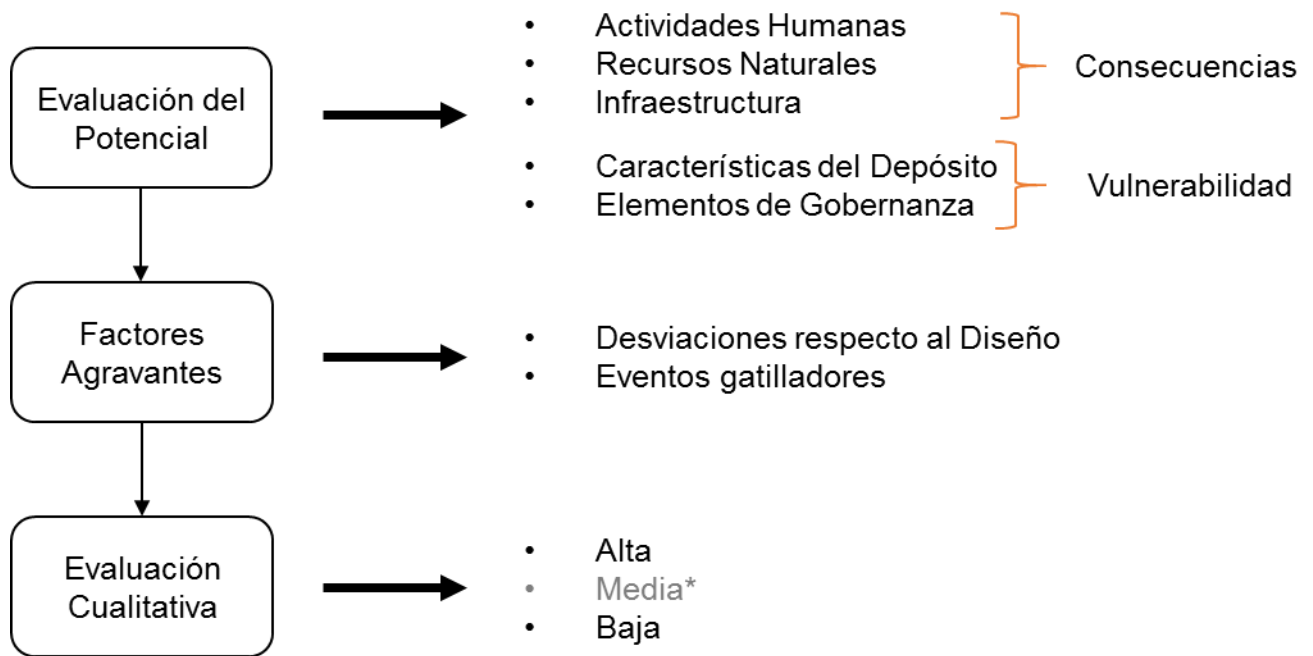 Evaluación del
Potencial
• Actividades Humanas
• Recursos Naturales
• Infraestructura
Consecuencias
• Características del Depósito
• Elementos de Gobernanza
Vulnerabilidad
Factores
Agravantes
• Desviaciones respecto al Diseño
• Eventos gatilladores
Evaluación
Cualitativa
• Alta
• Media*
• Baja